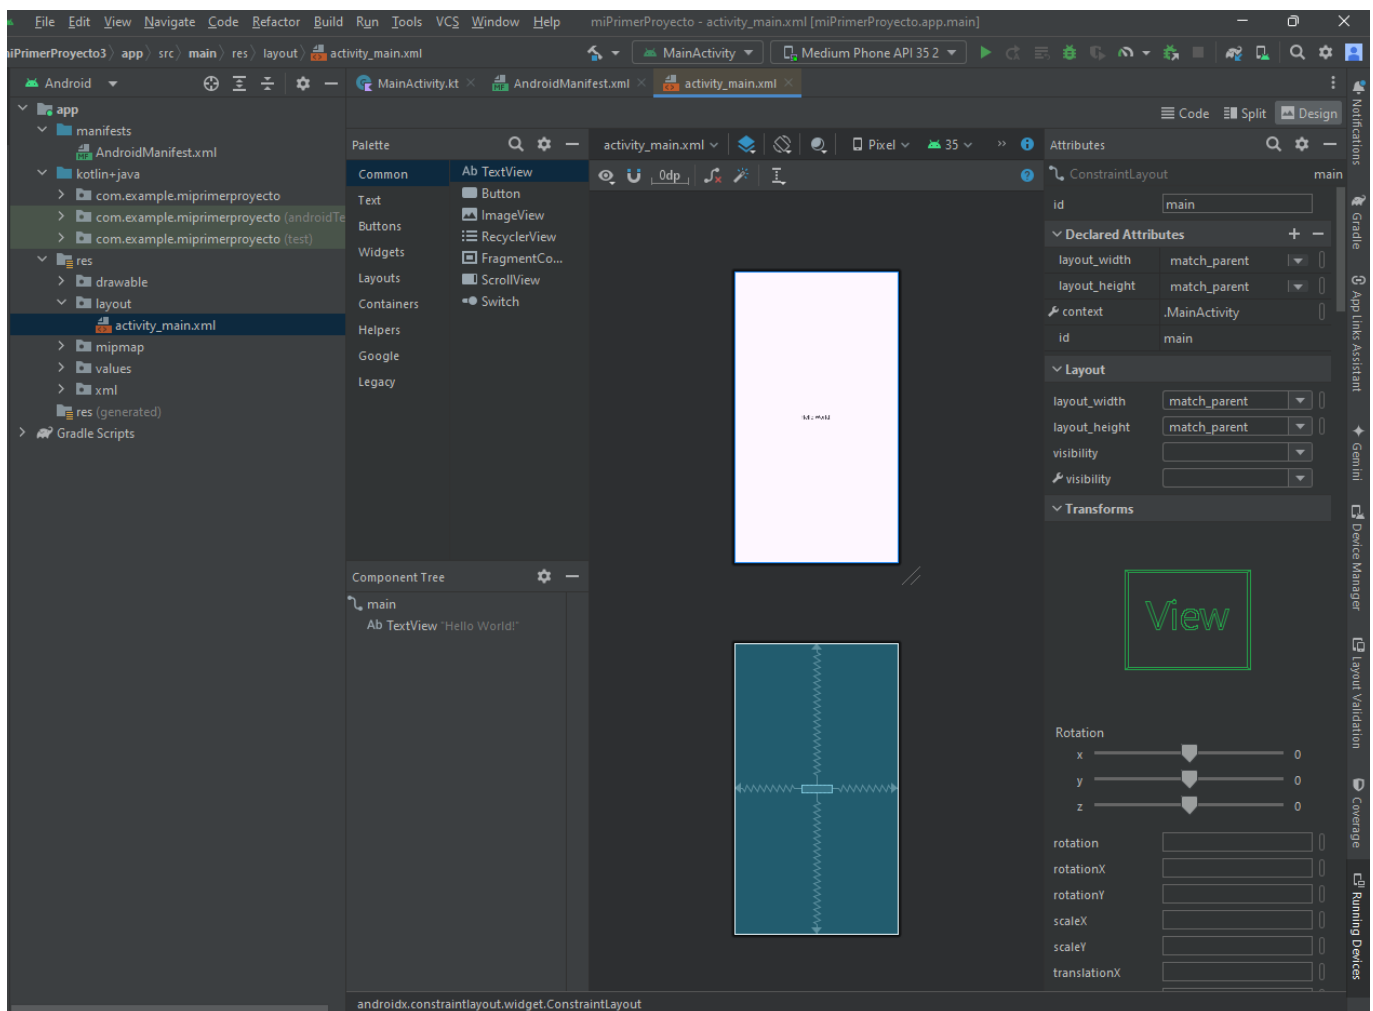 File Edit View Navigate Code Refactor Build Run Tools VCS Window Help miPrimerProyecto - activity_main.xml [miPrimerProyecto.app.main]
iPrimerProyecto3 app src main res layout activity_main.xml MainActivity Medium Phone API 35 2
Android
MainActivity.kt AndroidManifest.xml activity_main.xml
app
manifests
AndroidManifest.xml
kotlin+java
com.example.miprimerproyecto
com.example.miprimerproyecto (androidTe
com.example.miprimerproyecto (test)
res
drawable
layout
activity_main.xml
mipmap
values
xml
res (generated)
Gradle Scripts
Code Split Design
Palette
Common
Text
Buttons
Widgets
Layouts
Containers
Helpers
Google
Legacy
Ab TextView
Button
ImageView
RecyclerView
FragmentCo...
ScrollView
Switch
Component Tree
main
Ab TextView "Hello World!"
activity_main.xml Pixel 35 »
0dp
Attributes
ConstraintLayout main
id main
Declared Attributes
layout_width match_parent
layout_height match_parent
context .MainActivity
id main
Layout
layout_width match_parent
layout_height match_parent
visibility
visibility
Transforms
View
Rotation
x 0
y 0
z 0
rotation
rotationX
rotationY
scaleX
scaleY
translationX
Notifications
Gradle
App Links Assistant
Gemini
Device Manager
Layout Validation
Coverage
Running Devices
androidx.constraintlayout.widget.ConstraintLayout